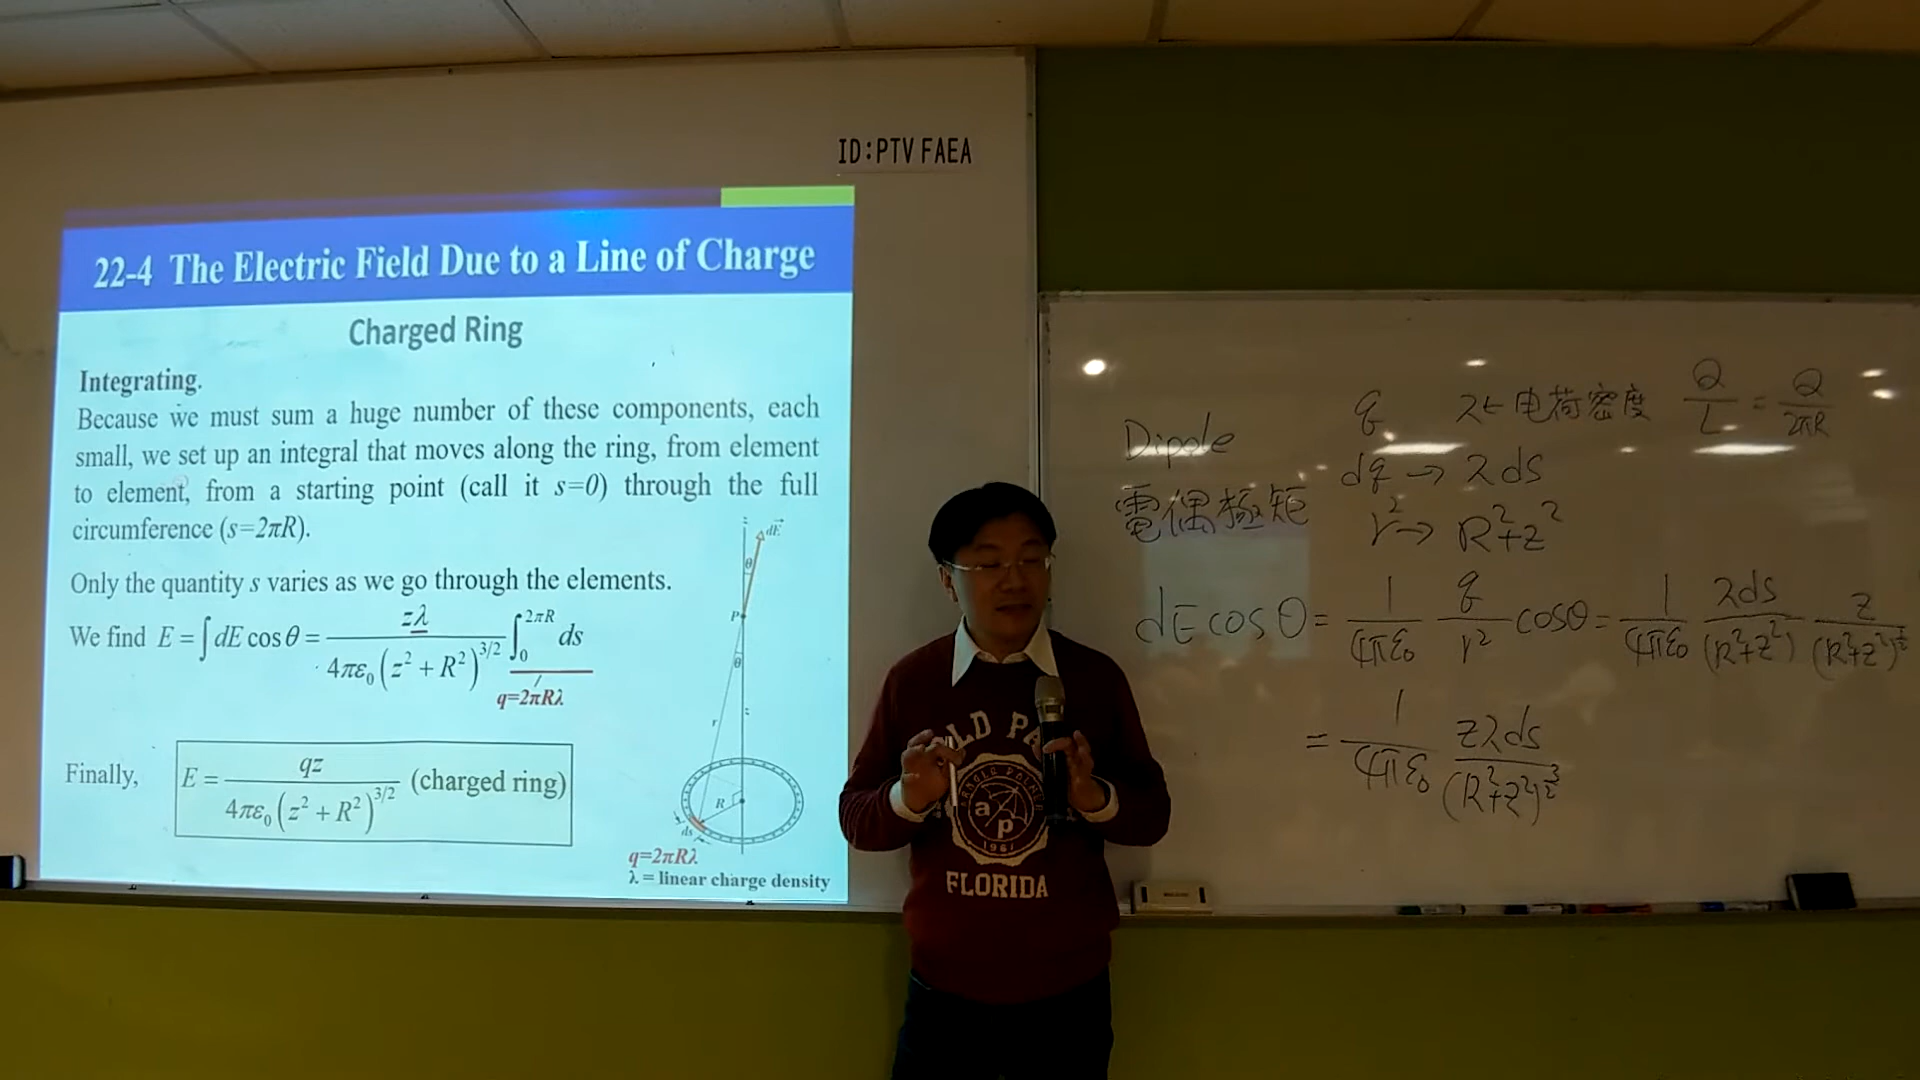 ID:PTV FAEA
22-4 The Electric Field Due to a Line of Charge
Charged Ring
Integrating.
Because we must sum a huge number of these components, each
small, we set up an integral that moves along the ring, from element
to element, from a starting point (call it s=0) through the full
circumference (s=2πR).
Only the quantity s varies as we go through the elements.
We find E = ∫ dE cos θ = zλ / 4πε₀(z² + R²)^3/2 ∫₀^2πR ds
q=2πRλ
Finally, E = qz / 4πε₀(z² + R²)^3/2 (charged ring)
z
dE
θ
P
θ
r
z
R
ds
q=2πRλ
λ = linear charge density
Dipole
電偶極矩
q λ 电荷密度 Q/L = Q/2πR
dq → λds
r² → R²+z²
dE cos θ = 1/4πε₀ q/r² cosθ = 1/4πε₀ λds/(R²+z²) z/(R²+z²)^1/2
= 1/4πε₀ zλds/(R²+z²)^3/2
OLD PA
a
p
1961
FLORIDA